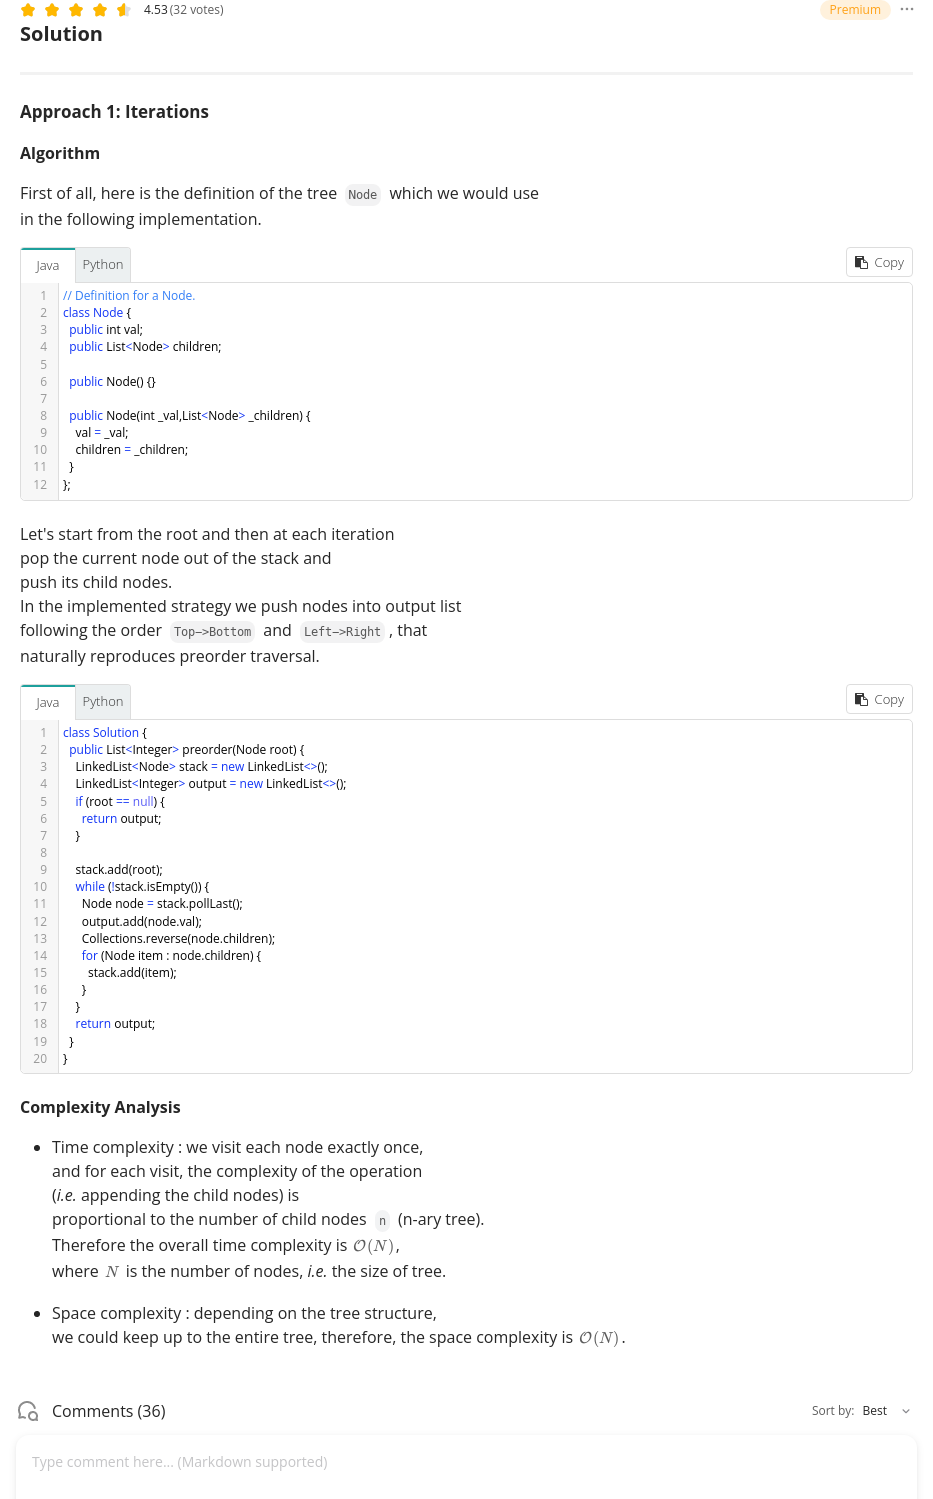 4.53 (32 votes)
Premium
Solution
Approach 1: Iterations
Algorithm
First of all, here is the definition of the tree Node which we would use
in the following implementation.
Java Python Copy
1 // Definition for a Node.
2 class Node {
3 public int val;
4 public List<Node> children;
5
6 public Node() {}
7
8 public Node(int _val,List<Node> _children) {
9 val = _val;
10 children = _children;
11 }
12 };
Let's start from the root and then at each iteration
pop the current node out of the stack and
push its child nodes.
In the implemented strategy we push nodes into output list
following the order Top->Bottom and Left->Right , that
naturally reproduces preorder traversal.
Java Python Copy
1 class Solution {
2 public List<Integer> preorder(Node root) {
3 LinkedList<Node> stack = new LinkedList<>();
4 LinkedList<Integer> output = new LinkedList<>();
5 if (root == null) {
6 return output;
7 }
8
9 stack.add(root);
10 while (!stack.isEmpty()) {
11 Node node = stack.pollLast();
12 output.add(node.val);
13 Collections.reverse(node.children);
14 for (Node item : node.children) {
15 stack.add(item);
16 }
17 }
18 return output;
19 }
20 }
Complexity Analysis
• Time complexity : we visit each node exactly once,
and for each visit, the complexity of the operation
(i.e. appending the child nodes) is
proportional to the number of child nodes n (n-ary tree).
Therefore the overall time complexity is O(N),
where N is the number of nodes, i.e. the size of tree.
• Space complexity : depending on the tree structure,
we could keep up to the entire tree, therefore, the space complexity is O(N).
Comments (36)
Sort by: Best
Type comment here... (Markdown supported)